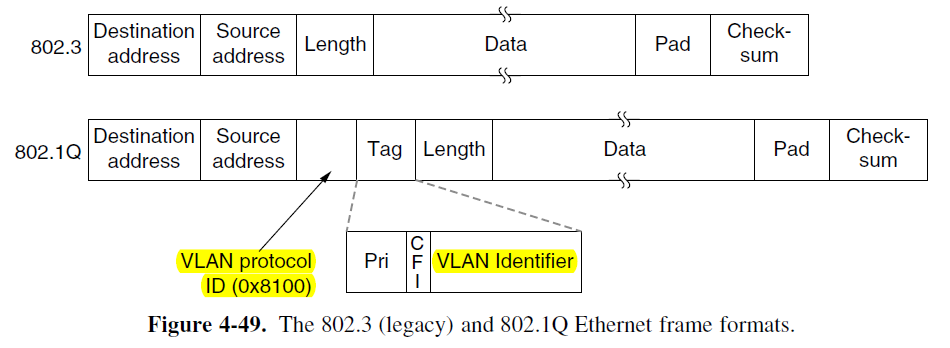 802.3
Destination address
Source address
Length
Data
Pad
Check-
sum
802.1Q
Destination address
Source address
Tag
Length
Data
Pad
Check-
sum
VLAN protocol
ID (0x8100)
Pri
CFI
VLAN Identifier
Figure 4-49. The 802.3 (legacy) and 802.1Q Ethernet frame formats.